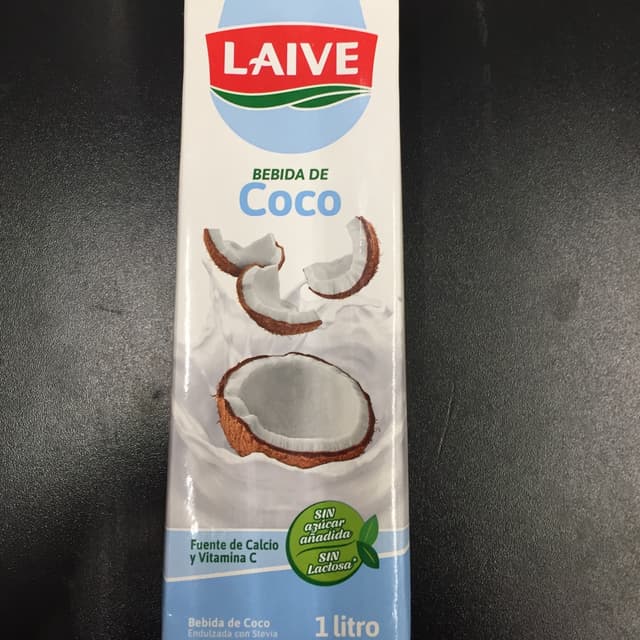 LAIVE
BEBIDA DE
Coco
SIN
azúcar
añadida
SIN
Lactosa*
Fuente de Calcio
y Vitamina C
Bebida de Coco
Endulzada con Stevia
1 litro